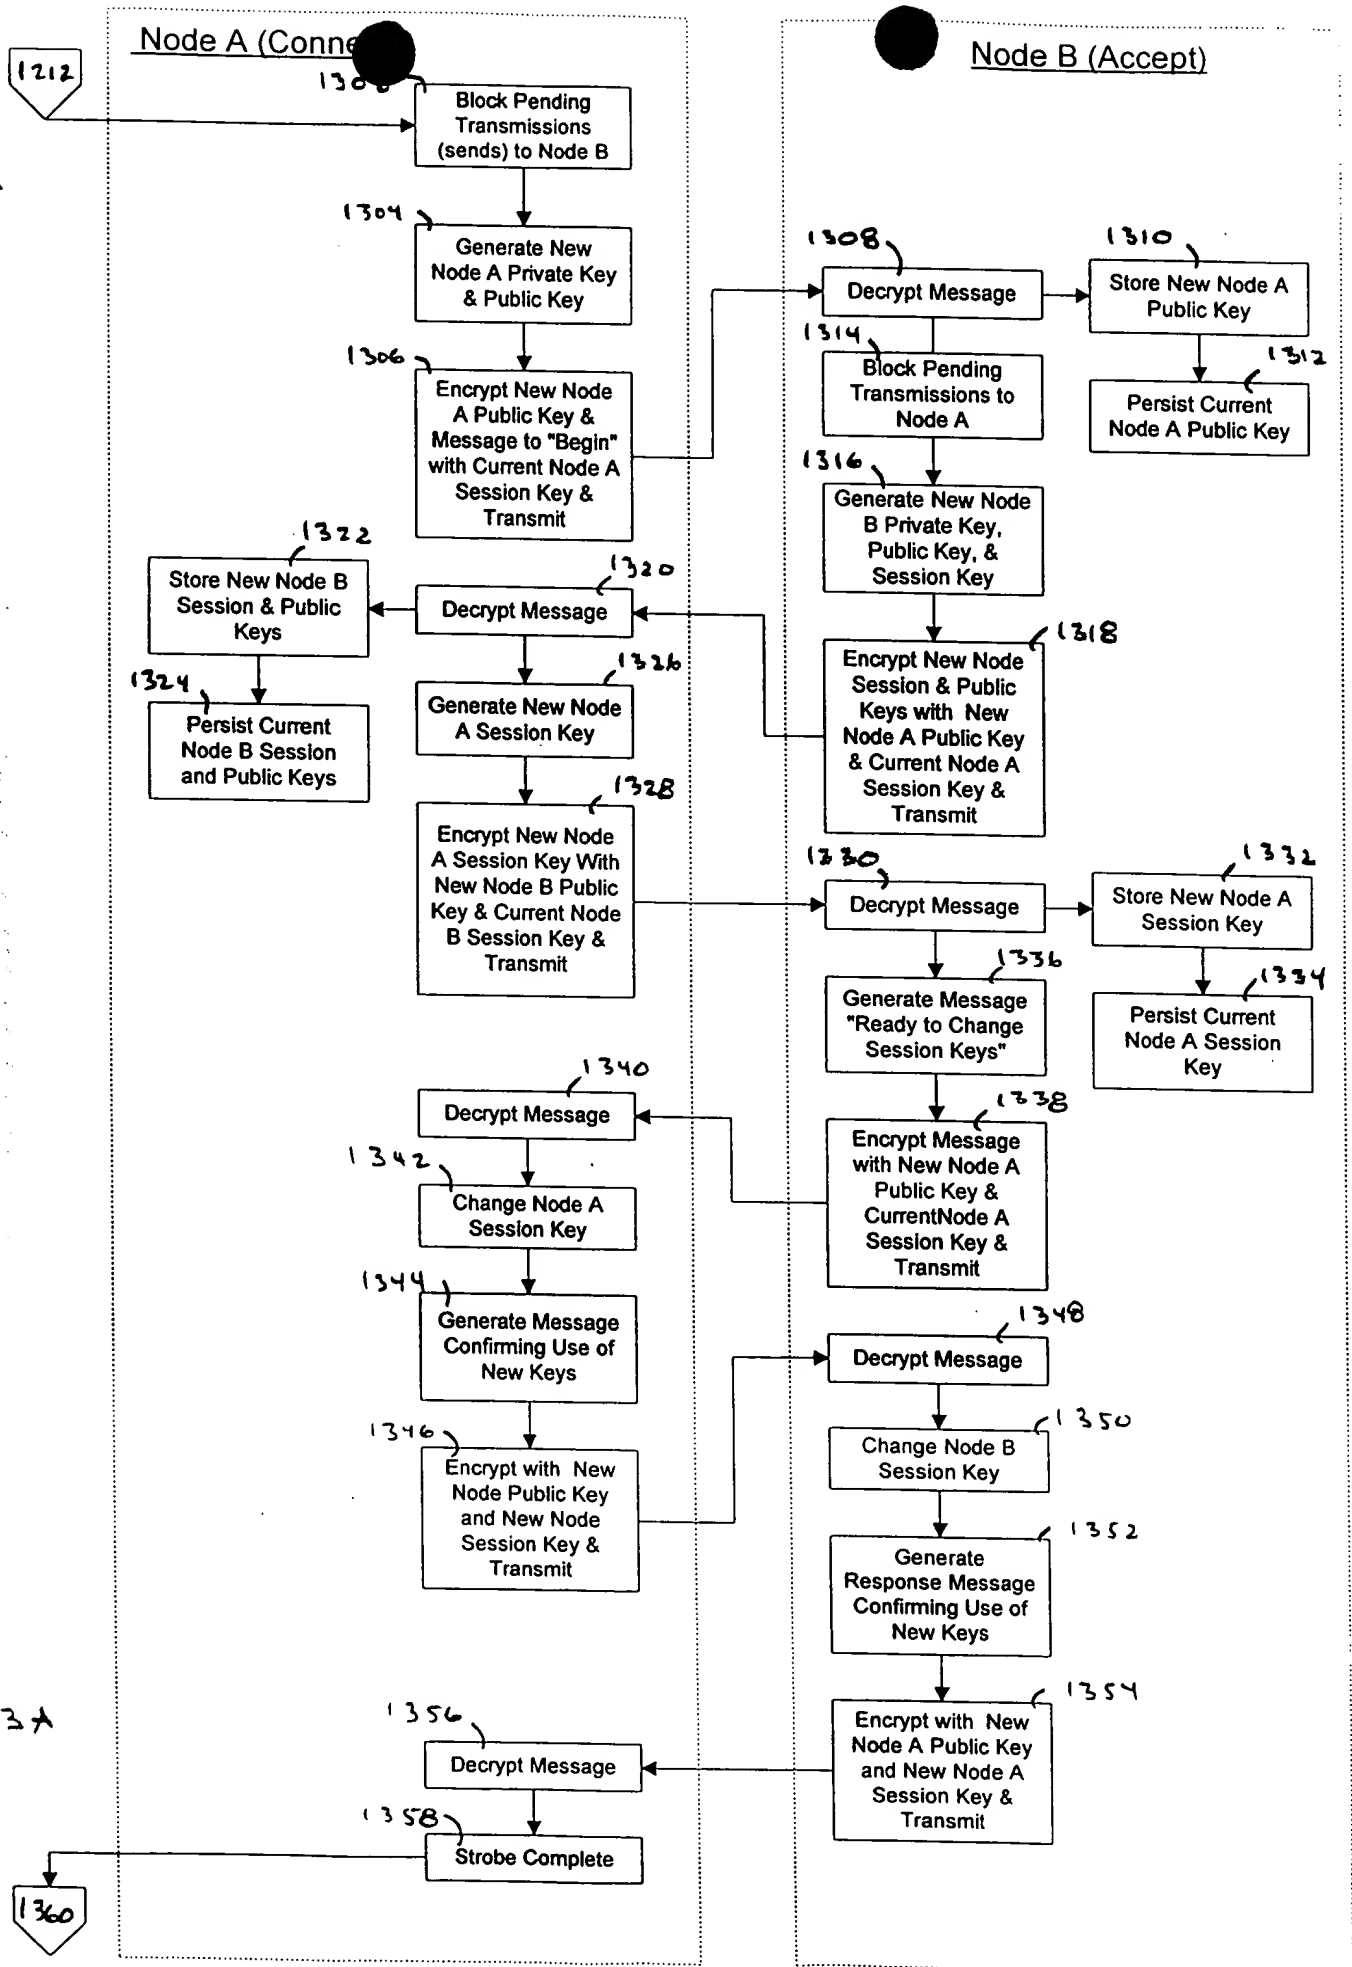 Node A (Conne
Node B (Accept)
1212
Block Pending
Transmissions
(sends) to Node B
1304
Generate New
Node A Private Key
& Public Key
1306
Encrypt New Node
A Public Key &
Message to "Begin"
with Current Node A
Session Key &
Transmit
1308
Decrypt Message
1310
Store New Node A
Public Key
1312
Persist Current
Node A Public Key
1314
Block Pending
Transmissions to
Node A
1316
Generate New Node
B Private Key,
Public Key, &
Session Key
1318
Encrypt New Node
Session & Public
Keys with New
Node A Public Key
& Current Node A
Session Key &
Transmit
1320
Decrypt Message
1322
Store New Node B
Session & Public
Keys
1324
Persist Current
Node B Session
and Public Keys
1326
Generate New Node
A Session Key
1328
Encrypt New Node
A Session Key With
New Node B Public
Key & Current Node
B Session Key &
Transmit
1330
Decrypt Message
1332
Store New Node A
Session Key
1334
Persist Current
Node A Session
Key
1336
Generate Message
"Ready to Change
Session Keys"
1338
Encrypt Message
with New Node A
Public Key &
CurrentNode A
Session Key &
Transmit
1340
Decrypt Message
1342
Change Node A
Session Key
1344
Generate Message
Confirming Use of
New Keys
1346
Encrypt with New
Node Public Key
and New Node
Session Key &
Transmit
1348
Decrypt Message
1350
Change Node B
Session Key
1352
Generate
Response Message
Confirming Use of
New Keys
1354
Encrypt with New
Node A Public Key
and New Node A
Session Key &
Transmit
3A
1356
Decrypt Message
1358
Strobe Complete
1360